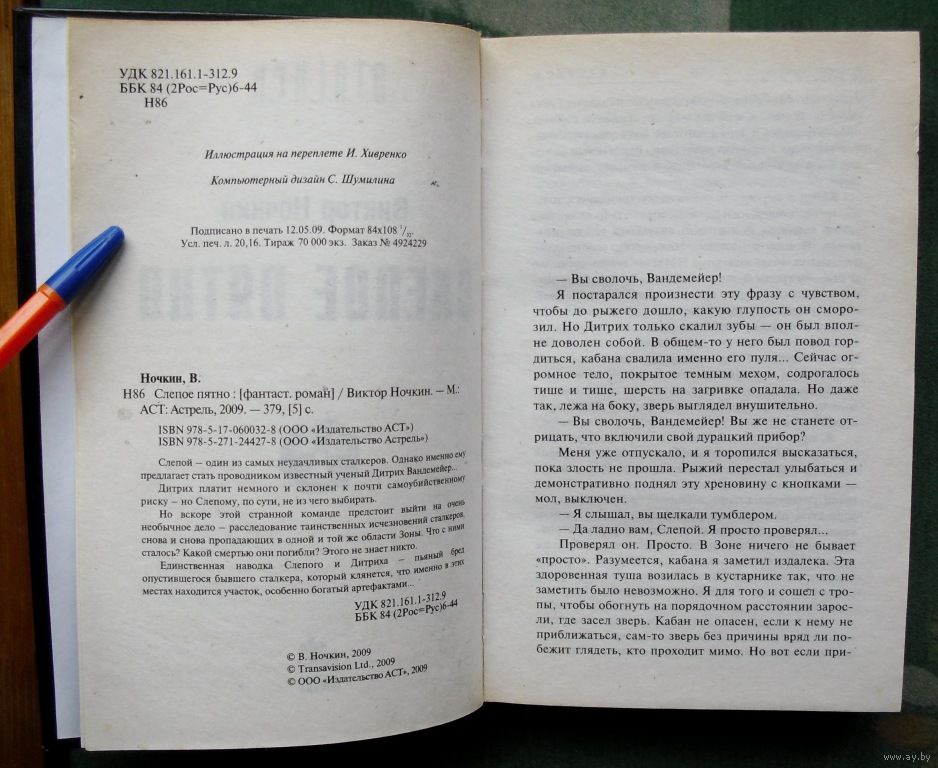 УДК 821.161.1-312.9
ББК 84 (2Рос=Рус)6-44
Н86
Иллюстрация на переплете И. Хивренко
Компьютерный дизайн С. Шумилина
Подписано в печать 12.05.09. Формат 84х108 1/32.
Усл. печ. л. 20,16. Тираж 70 000 экз. Заказ № 4924229
Ночкин, В.
Н86 Слепое пятно : [фантаст. роман] / Виктор Ночкин. – М.:
АСТ: Астрель, 2009. — 379, [5] с.
ISBN 978-5-17-060032-8 (ООО «Издательство АСТ»)
ISBN 978-5-271-24427-8 (ООО «Издательство Астрель»)
Слепой – один из самых неудачливых сталкеров. Однако именно ему
предлагает стать проводником известный ученый Дитрих Вандемейер...
Дитрих платит немного и склонен к почти самоубийственному
риску – но Слепому, по сути, не из чего выбирать.
Но вскоре этой странной команде предстоит выйти на очень
необычное дело – расследование таинственных исчезновений сталкеров,
снова и снова пропадающих в одной и той же области Зоны. Что с ними
сталось? Какой смертью они погибли? Этого не знает никто.
Единственная наводка Слепого и Дитриха – пьяный бред
опустившегося бывшего сталкера, который клянется, что именно в этих
местах находится участок, особенно богатый артефактами...
УДК 821.161.1-312.9
ББК 84 (2Рос=Рус)6-44
© В. Ночкин, 2009
© Transavision Ltd., 2009
© ООО «Издательство АСТ», 2009
— Вы сволочь, Вандемейер!
Я постарался произнести эту фразу с чувством,
чтобы до рыжего дошло, какую глупость он сморо-
зил. Но Дитрих только скалил зубы — он был впол-
не доволен собой. В общем-то у него был повод гор-
диться, кабана свалила именно его пуля... Сейчас ог-
ромное тело, покрытое темным мехом, содрогалось
тише и тише, шерсть на загривке опадала. Но даже
так, лежа на боку, зверь выглядел внушительно.
— Вы сволочь, Вандемейер! Вы же не станете от-
рицать, что включили свой дурацкий прибор?
Меня уже отпускало, и я торопился высказаться,
пока злость не прошла. Рыжий перестал улыбаться и
демонстративно поднял эту хреновину с кнопками —
мол, выключен.
— Я слышал, вы щелкали тумблером.
— Да ладно вам, Слепой. Я просто проверял...
Проверял он. Просто. В Зоне ничего не бывает
«просто». Разумеется, кабана я заметил издалека. Эта
здоровенная туша возилась в кустарнике так, что не
заметить было невозможно. Я для того и сошел с тро-
пы, чтобы обогнуть на порядочном расстоянии зарос-
ли, где засел зверь. Кабан не опасен, если к нему не
приближаться, сам-то зверь без причины вряд ли по-
бежит глядеть, кто проходит мимо. Но вот если при-
www.ay.by